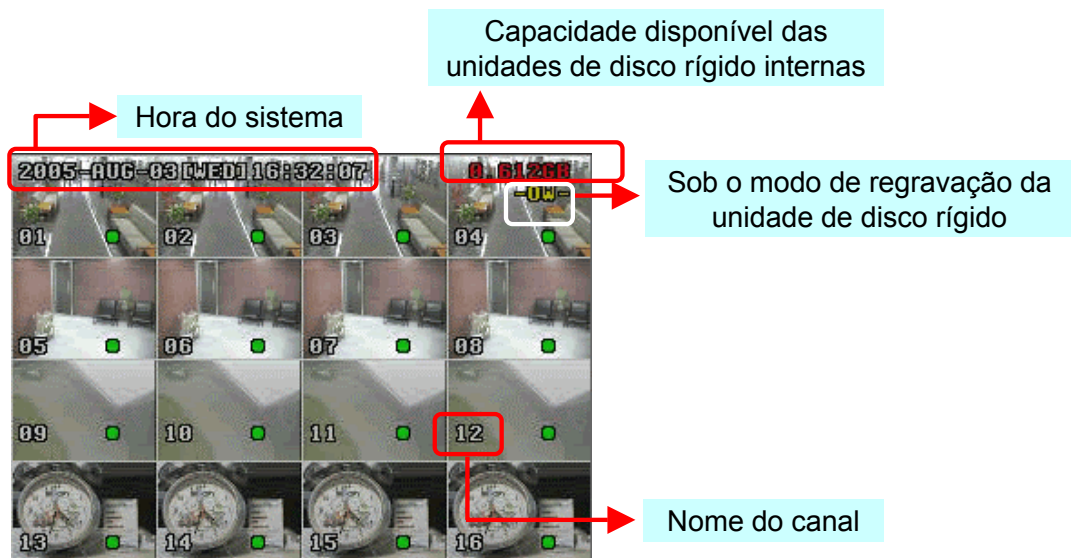 Capacidade disponível das
unidades de disco rígido internas
Hora do sistema
2005-AUG-03[WED]16:32:07
0.612GB
-OW-
Sob o modo de regravação da
unidade de disco rígido
01 02 03 04
05 06 07 08
09 10 11 12
13 14 15 16
Nome do canal